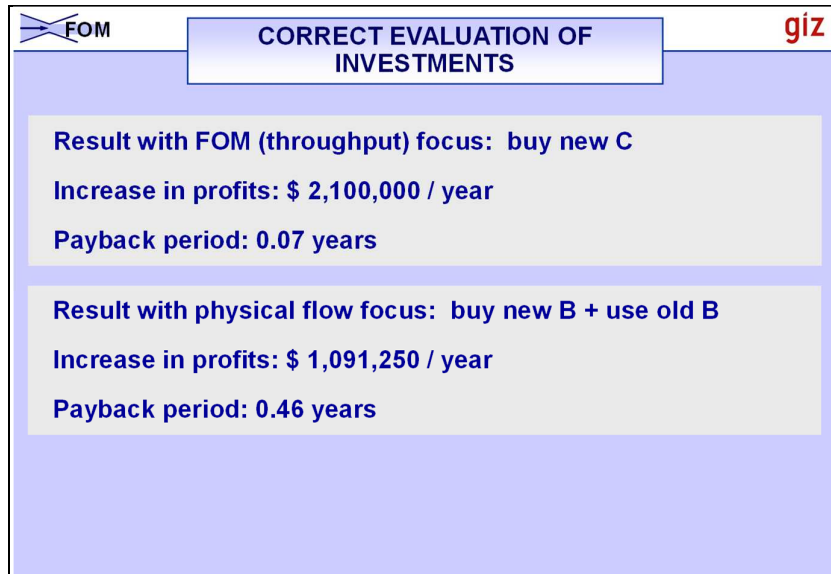 FOM
CORRECT EVALUATION OF
INVESTMENTS
giz
Result with FOM (throughput) focus: buy new C
Increase in profits: $ 2,100,000 / year
Payback period: 0.07 years
Result with physical flow focus: buy new B + use old B
Increase in profits: $ 1,091,250 / year
Payback period: 0.46 years